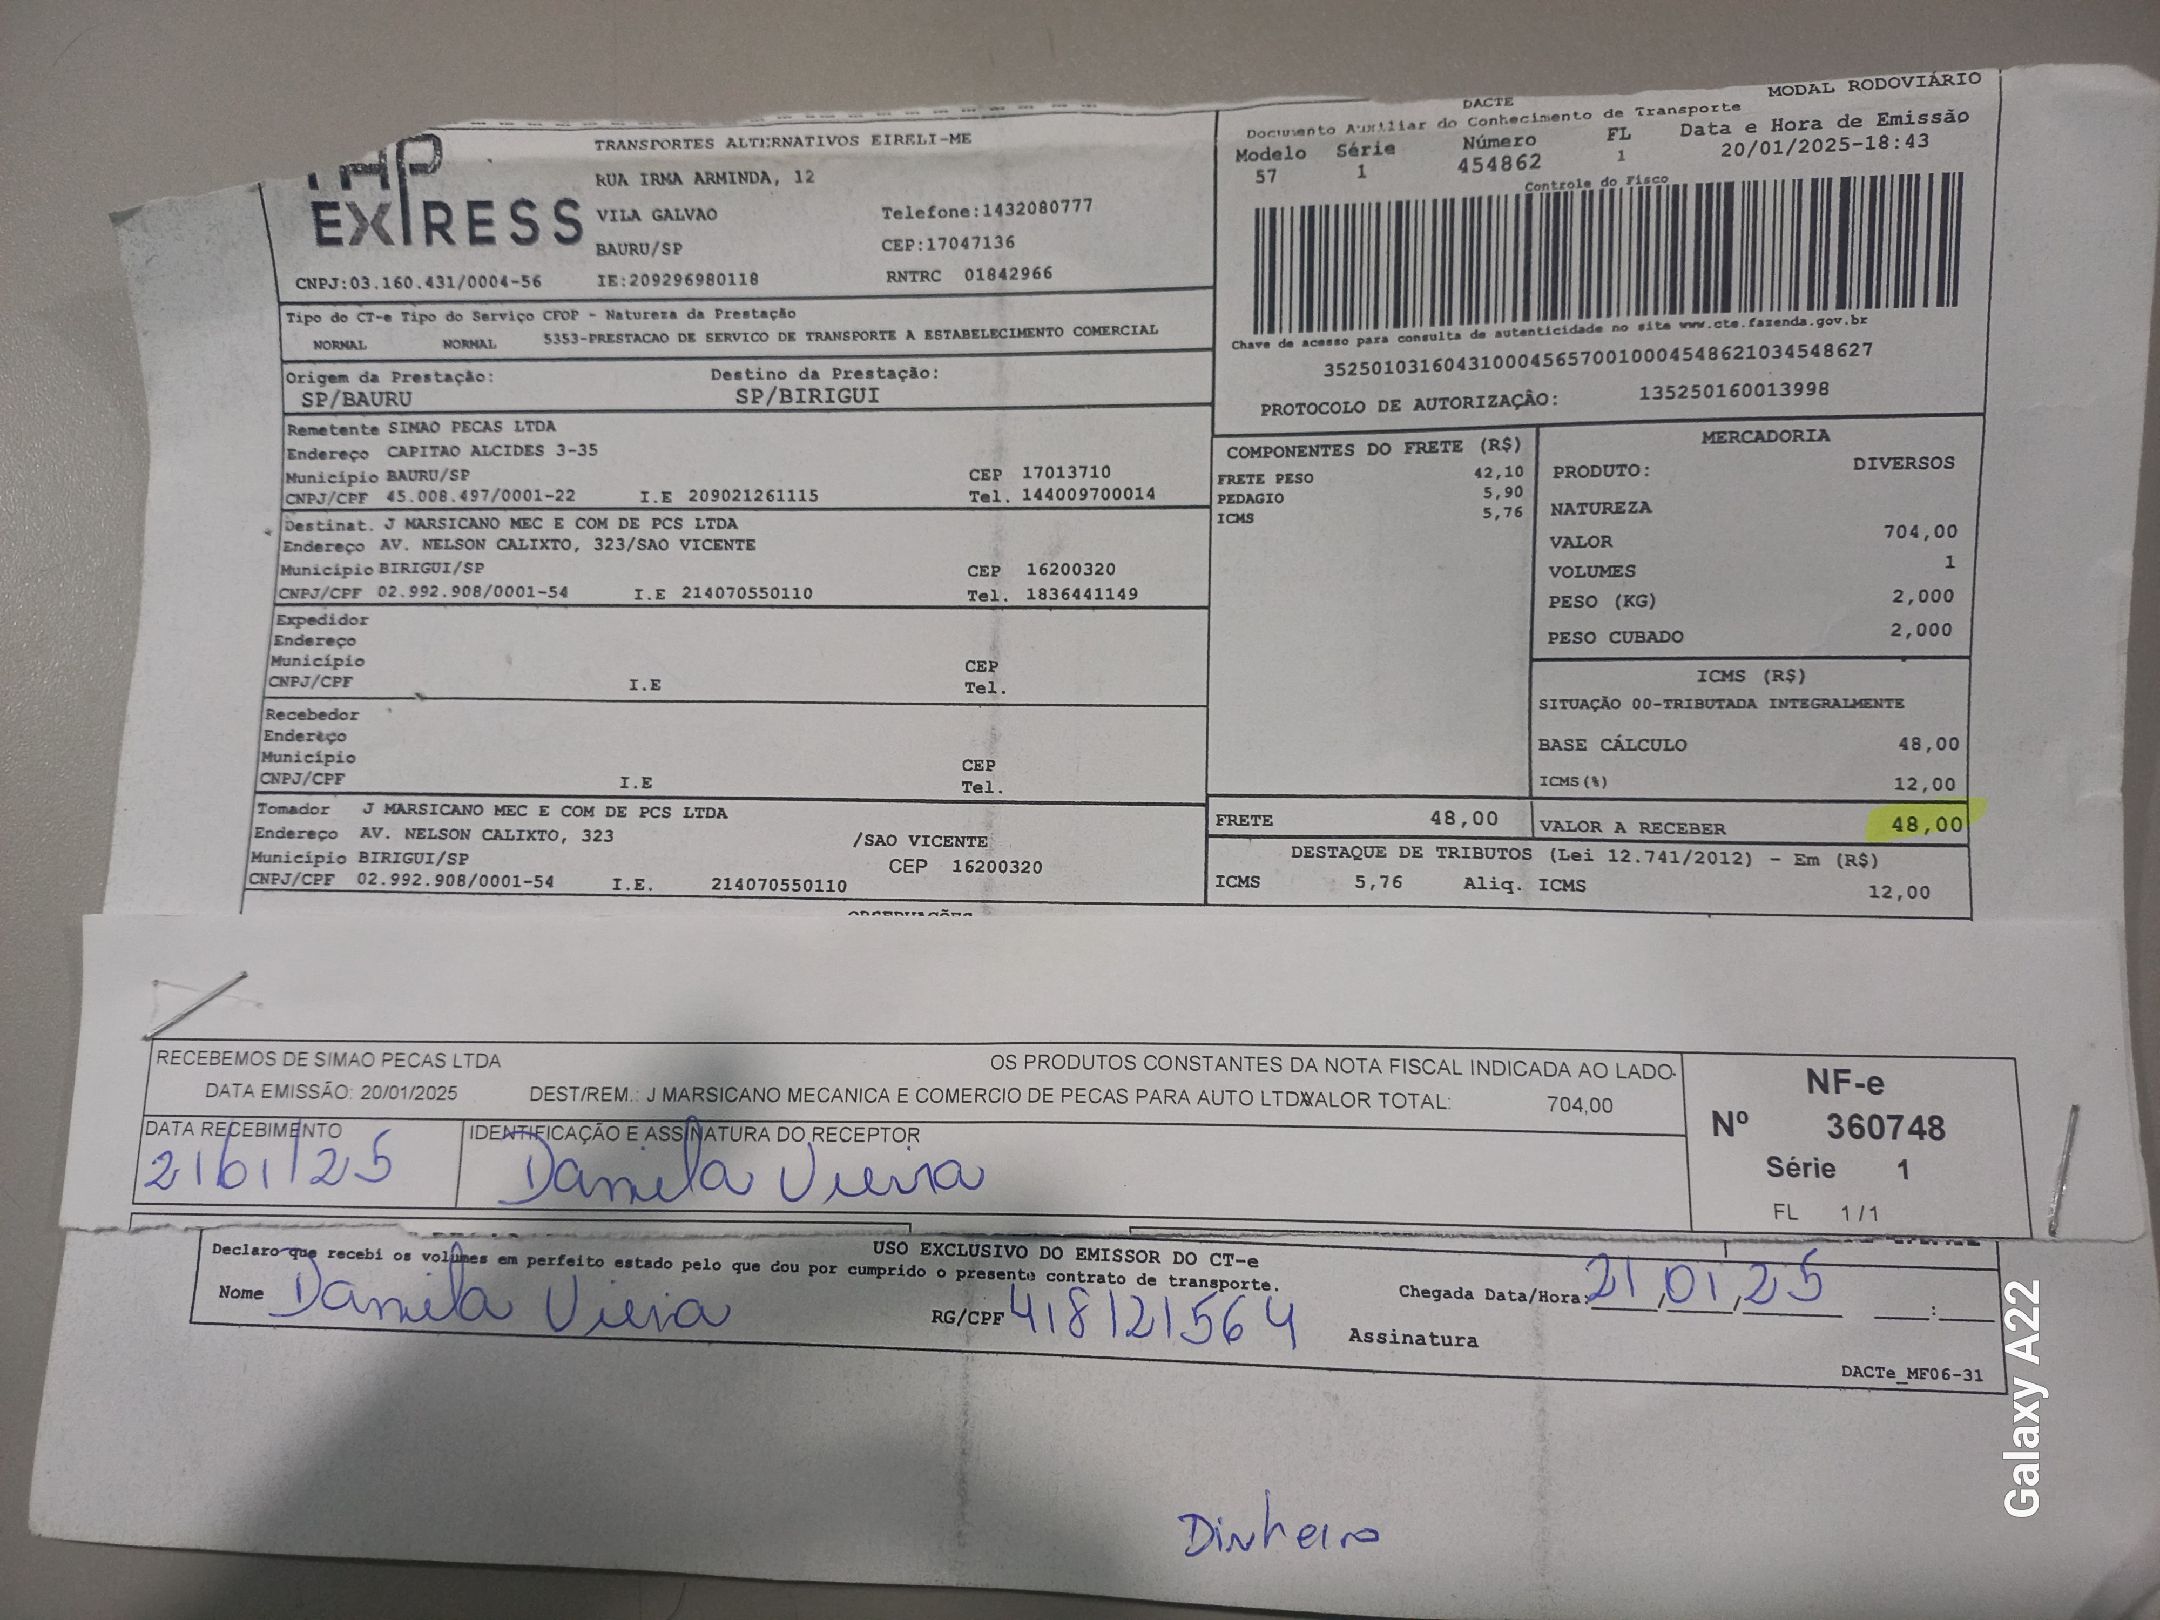 EXPRESS
TRANSPORTES ALTERNATIVOS EIRELI-ME
RUA IRMA ARMINDA, 12
VILA GALVAO Telefone:1432080777
BAURU/SP CEP:17047136
CNPJ:03.160.431/0004-56 IE:209296980118 RNTRC 01842966
DACTE MODAL RODOVIÁRIO
Documento Auxiliar do Conhecimento de Transporte
Modelo Série Número FL Data e Hora de Emissão
57 1 454862 1 20/01/2025-18:43
Controle do Fisco
Chave de acesso para consulta de autenticidade no site www.cte.fazenda.gov.br
35250103160431000456570010004548621034548627
PROTOCOLO DE AUTORIZAÇÃO: 135250160013998
Tipo do CT-e Tipo do Serviço CFOP - Natureza da Prestação
NORMAL NORMAL 5353-PRESTACAO DE SERVICO DE TRANSPORTE A ESTABELECIMENTO COMERCIAL
Origem da Prestação: Destino da Prestação:
SP/BAURU SP/BIRIGUI
Remetente SIMAO PECAS LTDA
Endereço CAPITAO ALCIDES 3-35
Município BAURU/SP CEP 17013710
CNPJ/CPF 45.008.497/0001-22 I.E 209021261115 Tel. 144009700014
Destinat. J MARSICANO MEC E COM DE PCS LTDA
Endereço AV. NELSON CALIXTO, 323/SAO VICENTE
Município BIRIGUI/SP CEP 16200320
CNPJ/CPF 02.992.908/0001-54 I.E 214070550110 Tel. 1836441149
Expedidor
Endereço
Município CEP
CNPJ/CPF I.E Tel.
Recebedor
Endereço
Município CEP
CNPJ/CPF I.E Tel.
Tomador J MARSICANO MEC E COM DE PCS LTDA
Endereço AV. NELSON CALIXTO, 323 /SAO VICENTE
Município BIRIGUI/SP CEP 16200320
CNPJ/CPF 02.992.908/0001-54 I.E. 214070550110
OBSERVAÇÕES
COMPONENTES DO FRETE (R$)
FRETE PESO 42,10
PEDAGIO 5,90
ICMS 5,76
MERCADORIA
PRODUTO: DIVERSOS
NATUREZA
VALOR 704,00
VOLUMES 1
PESO (KG) 2,000
PESO CUBADO 2,000
ICMS (R$)
SITUAÇÃO 00-TRIBUTADA INTEGRALMENTE
BASE CÁLCULO 48,00
ICMS(%) 12,00
FRETE 48,00 VALOR A RECEBER 48,00
DESTAQUE DE TRIBUTOS (Lei 12.741/2012) - Em (R$)
ICMS 5,76 Aliq. ICMS 12,00
RECEBEMOS DE SIMAO PECAS LTDA OS PRODUTOS CONSTANTES DA NOTA FISCAL INDICADA AO LADO
DATA EMISSÃO: 20/01/2025 DEST/REM.: J MARSICANO MECANICA E COMERCIO DE PECAS PARA AUTO LTDA VALOR TOTAL: 704,00
DATA RECEBIMENTO IDENTIFICAÇÃO E ASSINATURA DO RECEPTOR
21/01/25 Daniela Vieira
NF-e
Nº 360748
Série 1
FL 1/1
USO EXCLUSIVO DO EMISSOR DO CT-e
Declaro que recebi os volumes em perfeito estado pelo que dou por cumprido o presente contrato de transporte.
Nome Daniela Vieira RG/CPF 418121564 Chegada Data/Hora: 21/01/25 __:__
Assinatura
DACTe_MF06-31
Dinheiro
Galaxy A22